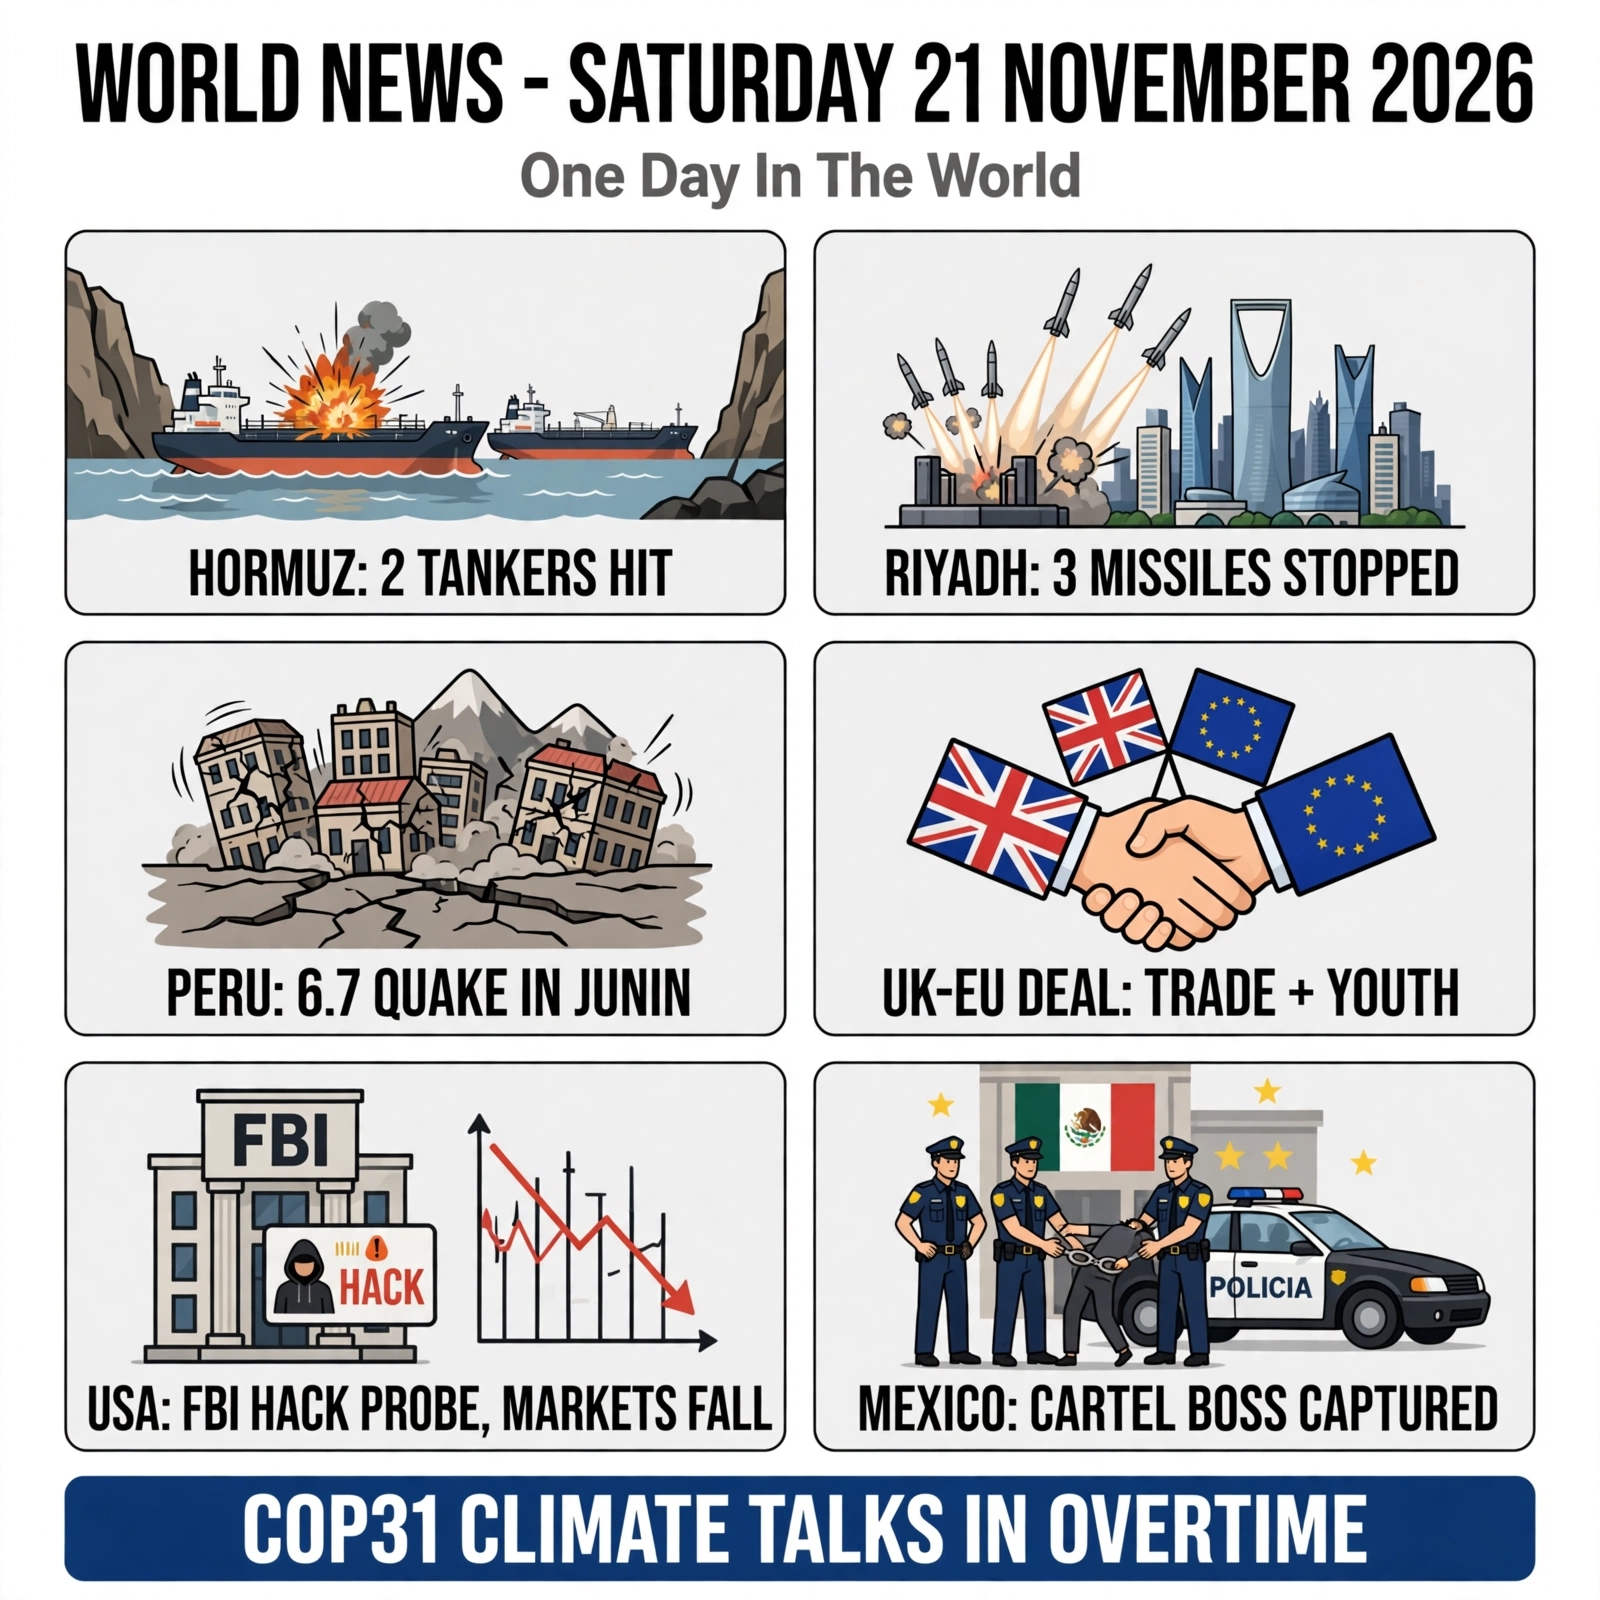 WORLD NEWS - SATURDAY 21 NOVEMBER 2026
One Day In The World
HORMUZ: 2 TANKERS HIT
RIYADH: 3 MISSILES STOPPED
PERU: 6.7 QUAKE IN JUNIN
UK-EU DEAL: TRADE + YOUTH
FBI
HACK
USA: FBI HACK PROBE, MARKETS FALL
POLICIA
MEXICO: CARTEL BOSS CAPTURED
COP31 CLIMATE TALKS IN OVERTIME